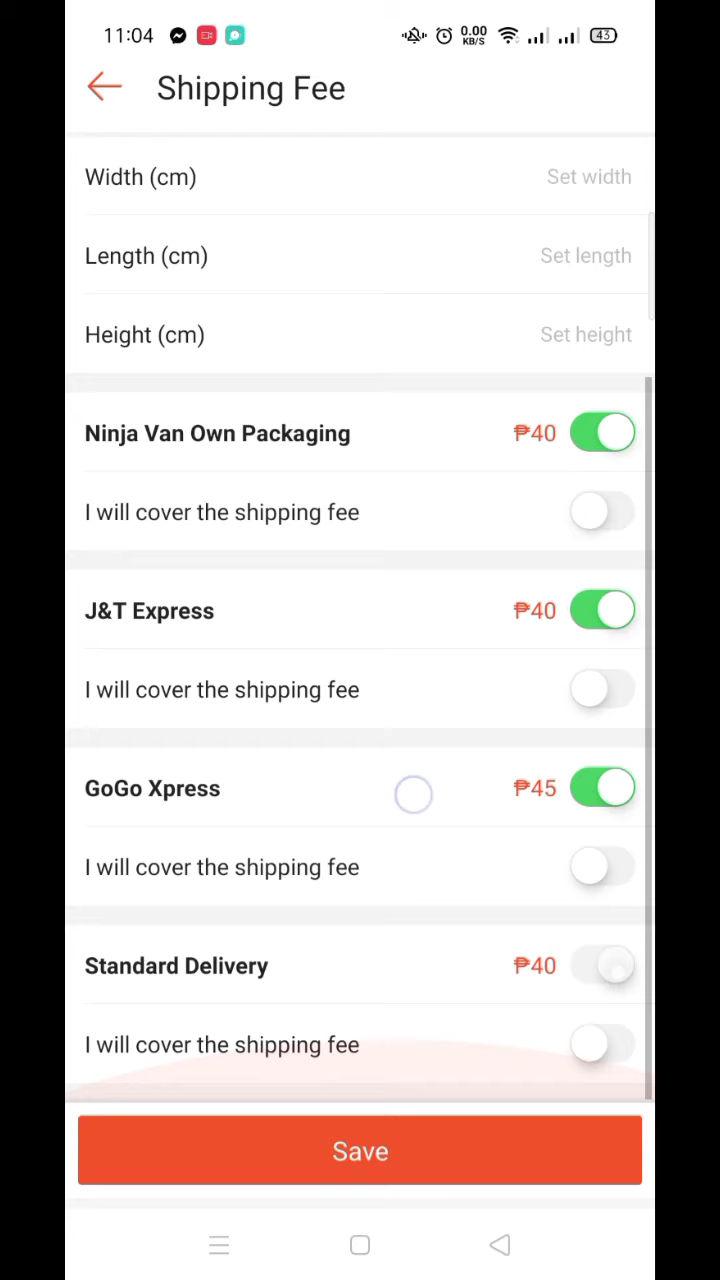 11:04
0.00
KB/S
43
Shipping Fee
Width (cm) Set width
Length (cm) Set length
Height (cm) Set height
Ninja Van Own Packaging ₱40
I will cover the shipping fee
J&T Express ₱40
I will cover the shipping fee
GoGo Xpress ₱45
I will cover the shipping fee
Standard Delivery ₱40
I will cover the shipping fee
Save